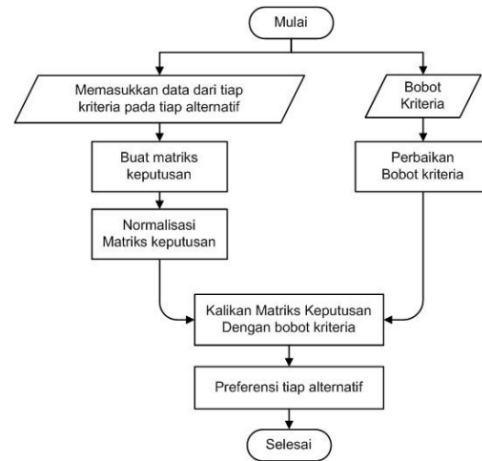 Mulai
Memasukkan data dari tiap
kriteria pada tiap alternatif
Bobot
Kriteria
Buat matriks
keputusan
Perbaikan
Bobot kriteria
Normalisasi
Matriks keputusan
Kalikan Matriks Keputusan
Dengan bobot kriteria
Preferensi tiap alternatif
Selesai